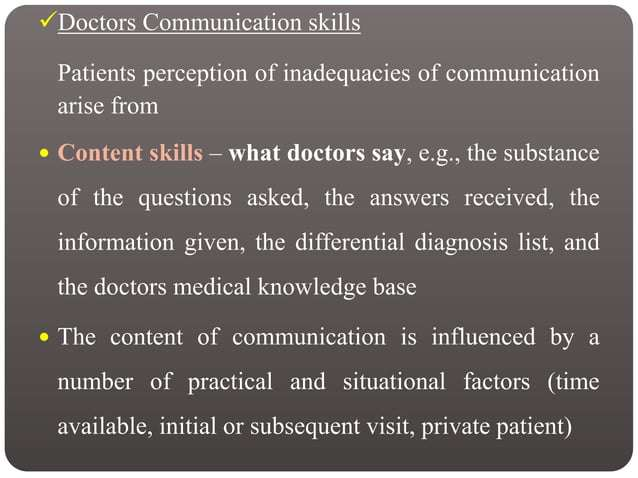 ✓Doctors Communication skills
Patients perception of inadequacies of communication
arise from
• Content skills – what doctors say, e.g., the substance
of the questions asked, the answers received, the
information given, the differential diagnosis list, and
the doctors medical knowledge base
• The content of communication is influenced by a
number of practical and situational factors (time
available, initial or subsequent visit, private patient)